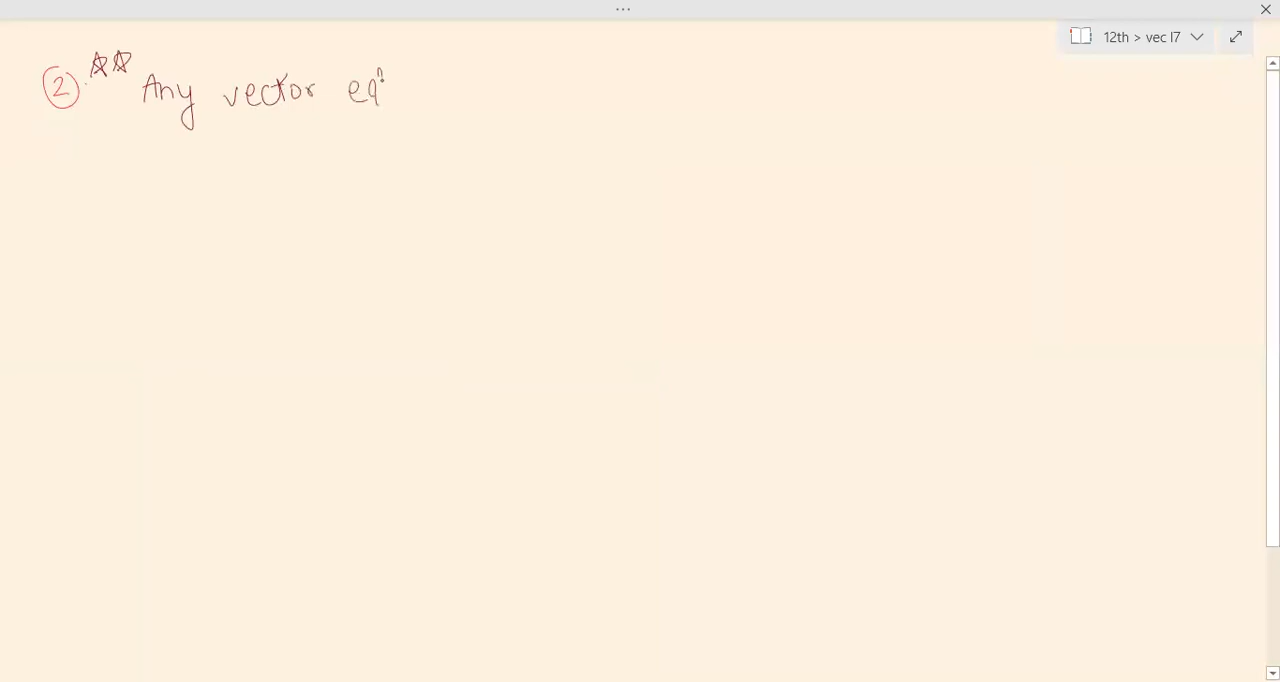 12th > vec l7
② ☆☆ Any vector eqⁿ